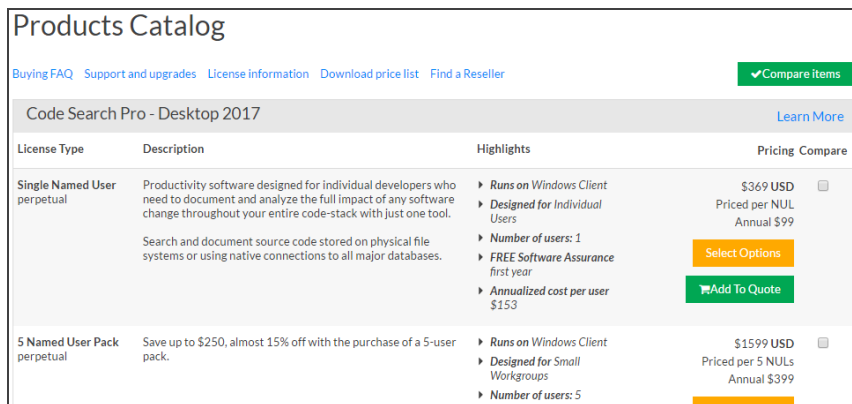 Products Catalog
Buying FAQ Support and upgrades License information Download price list Find a Reseller
Compare items
Code Search Pro - Desktop 2017
Learn More
License Type Description Highlights Pricing Compare
Single Named User
perpetual
Productivity software designed for individual developers who
need to document and analyze the full impact of any software
change throughout your entire code-stack with just one tool.
Search and document source code stored on physical file
systems or using native connections to all major databases.
Runs on Windows Client
Designed for Individual
Users
Number of users: 1
FREE Software Assurance
first year
Annualized cost per user
$153
$369 USD
Priced per NUL
Annual $99
Select Options
Add To Quote
5 Named User Pack
perpetual
Save up to $250, almost 15% off with the purchase of a 5-user
pack.
Runs on Windows Client
Designed for Small
Workgroups
Number of users: 5
$1599 USD
Priced per 5 NULs
Annual $399